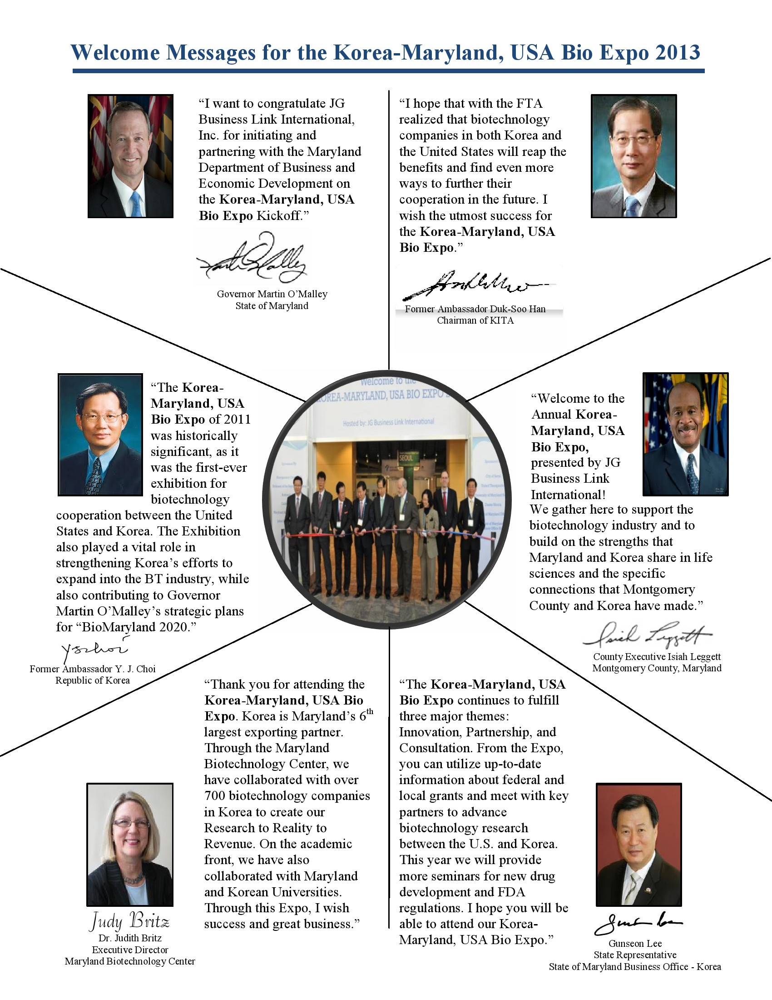 Welcome Messages for the Korea-Maryland, USA Bio Expo 2013
“I want to congratulate JG
Business Link International,
Inc. for initiating and
partnering with the Maryland
Department of Business and
Economic Development on
the Korea-Maryland, USA
Bio Expo Kickoff.”
Governor Martin O’Malley
State of Maryland
“I hope that with the FTA
realized that biotechnology
companies in both Korea and
the United States will reap the
benefits and find even more
ways to further their
cooperation in the future. I
wish the utmost success for
the Korea-Maryland, USA
Bio Expo.”
Former Ambassador Duk-Soo Han
Chairman of KITA
“The Korea-
Maryland, USA
Bio Expo of 2011
was historically
significant, as it
was the first-ever
exhibition for
biotechnology
cooperation between the United
States and Korea. The Exhibition
also played a vital role in
strengthening Korea’s efforts to
expand into the BT industry, while
also contributing to Governor
Martin O’Malley’s strategic plans
for “BioMaryland 2020.”
Yschoi
Former Ambassador Y. J. Choi
Republic of Korea
Welcome to the
KOREA-MARYLAND, USA BIO EXPO
Hosted by: JG Business Link International
SEOUL
“Welcome to the
Annual Korea-
Maryland, USA
Bio Expo,
presented by JG
Business Link
International!
We gather here to support the
biotechnology industry and to
build on the strengths that
Maryland and Korea share in life
sciences and the specific
connections that Montgomery
County and Korea have made.”
Isiah Leggett
County Executive Isiah Leggett
Montgomery County, Maryland
“Thank you for attending the
Korea-Maryland, USA Bio
Expo. Korea is Maryland’s 6th
largest exporting partner.
Through the Maryland
Biotechnology Center, we
have collaborated with over
700 biotechnology companies
in Korea to create our
Research to Reality to
Revenue. On the academic
front, we have also
collaborated with Maryland
and Korean Universities.
Through this Expo, I wish
success and great business.”
Judy Britz
Dr. Judith Britz
Executive Director
Maryland Biotechnology Center
“The Korea-Maryland, USA
Bio Expo continues to fulfill
three major themes:
Innovation, Partnership, and
Consultation. From the Expo,
you can utilize up-to-date
information about federal and
local grants and meet with key
partners to advance
biotechnology research
between the U.S. and Korea.
This year we will provide
more seminars for new drug
development and FDA
regulations. I hope you will be
able to attend our Korea-
Maryland, USA Bio Expo.”
Gunseon Lee
State Representative
State of Maryland Business Office - Korea